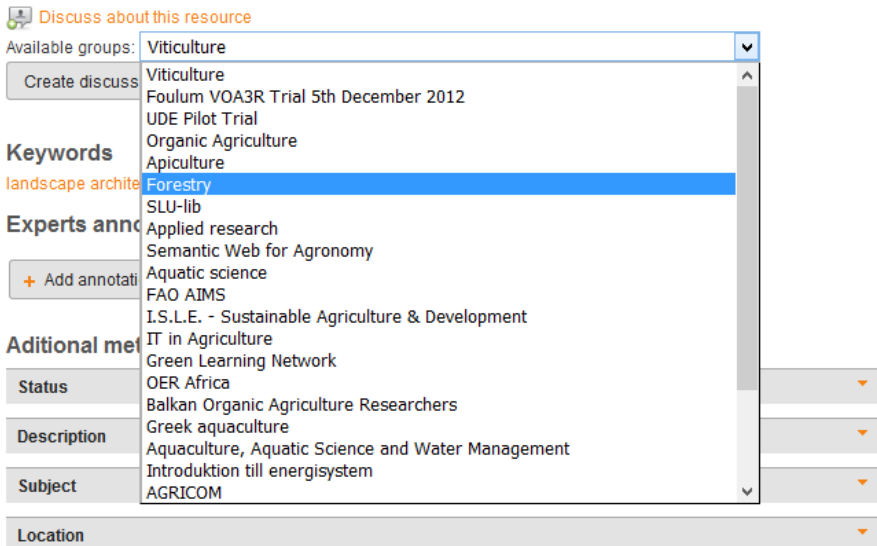 Discuss about this resource
Available groups: Viticulture
Create discuss
Viticulture
Foulum VOA3R Trial 5th December 2012
UDE Pilot Trial
Organic Agriculture
Apiculture
Forestry
SLU-lib
Applied research
Semantic Web for Agronomy
Aquatic science
FAO AIMS
I.S.L.E. - Sustainable Agriculture & Development
IT in Agriculture
Green Learning Network
OER Africa
Balkan Organic Agriculture Researchers
Greek aquaculture
Aquaculture, Aquatic Science and Water Management
Introduktion till energisystem
AGRICOM
Keywords
landscape archite
Experts anno
+ Add annotati
Aditional met
Status
Description
Subject
Location